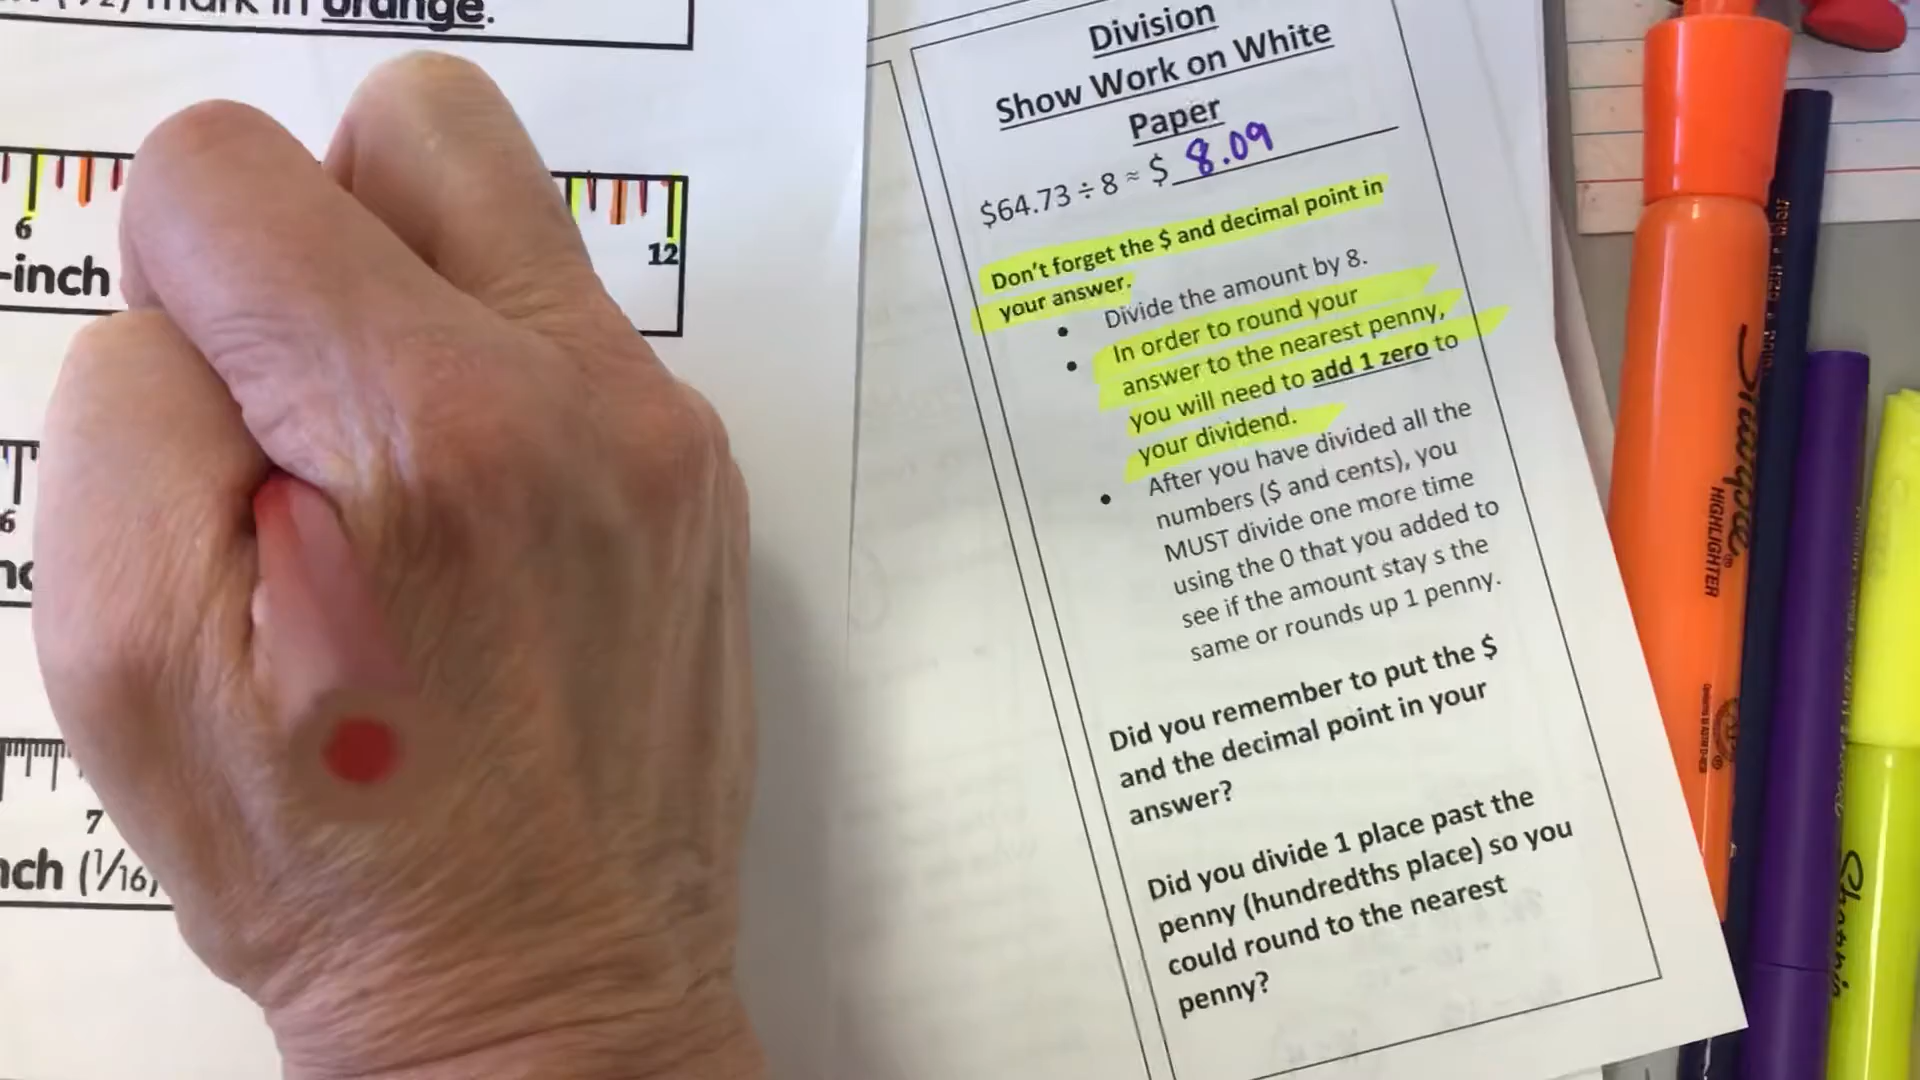 mark in orange.
6
12
-inch
6
7
nch (1/16)
Division
Show Work on White
Paper
$64.73 ÷ 8 ≈ $ 8.09
Don't forget the $ and decimal point in
your answer.
• Divide the amount by 8.
• In order to round your
answer to the nearest penny,
you will need to add 1 zero to
your dividend.
• After you have divided all the
numbers ($ and cents), you
MUST divide one more time
using the 0 that you added to
see if the amount stay s the
same or rounds up 1 penny.
Did you remember to put the $
and the decimal point in your
answer?
Did you divide 1 place past the
penny (hundredths place) so you
could round to the nearest
penny?
Sharpie
HIGHLIGHTER
Sharpie